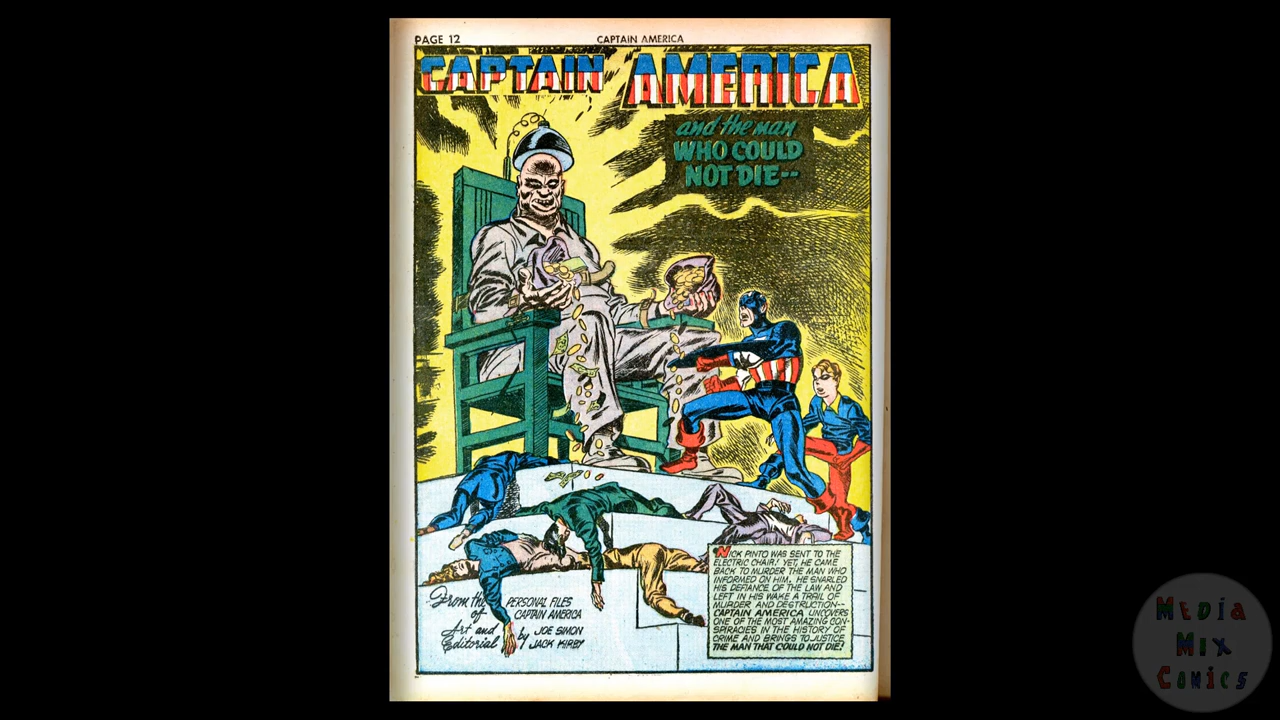 PAGE 12
CAPTAIN AMERICA
CAPTAIN AMERICA
and the man
WHO COULD
NOT DIE--
NICK PINTO WAS SENT TO THE
ELECTRIC CHAIR! YET, HE CAME
BACK TO MURDER THE MAN WHO
INFORMED ON HIM. HE SNARLED
HIS DEFIANCE OF THE LAW AND
LEFT IN HIS WAKE A TRAIL OF
MURDER AND DESTRUCTION--
CAPTAIN AMERICA UNCOVERS
ONE OF THE MOST AMAZING CON-
SPIRACIES IN THE HISTORY OF
CRIME AND BRINGS TO JUSTICE
THE MAN THAT COULD NOT DIE!
From the PERSONAL FILES
of CAPTAIN AMERICA
Art and by JOE SIMON
Editorial JACK KIRBY
MEDIA
MIX
COMICS